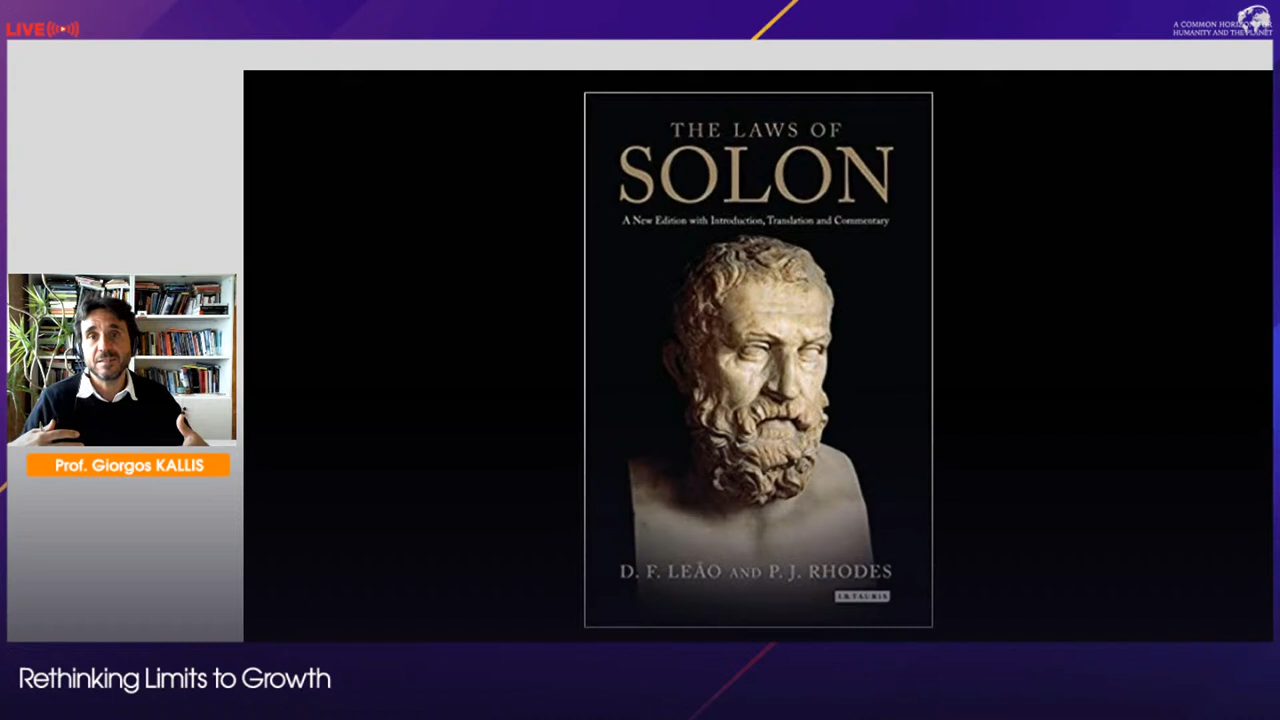 LIVE
A COMMON HORIZON FOR
HUMANITY AND THE PLANET
THE LAWS OF
SOLON
A New Edition with Introduction, Translation and Commentary
D. F. LEÃO AND P. J. RHODES
I.B.TAURIS
Prof. Giorgos KALLIS
Rethinking Limits to Growth